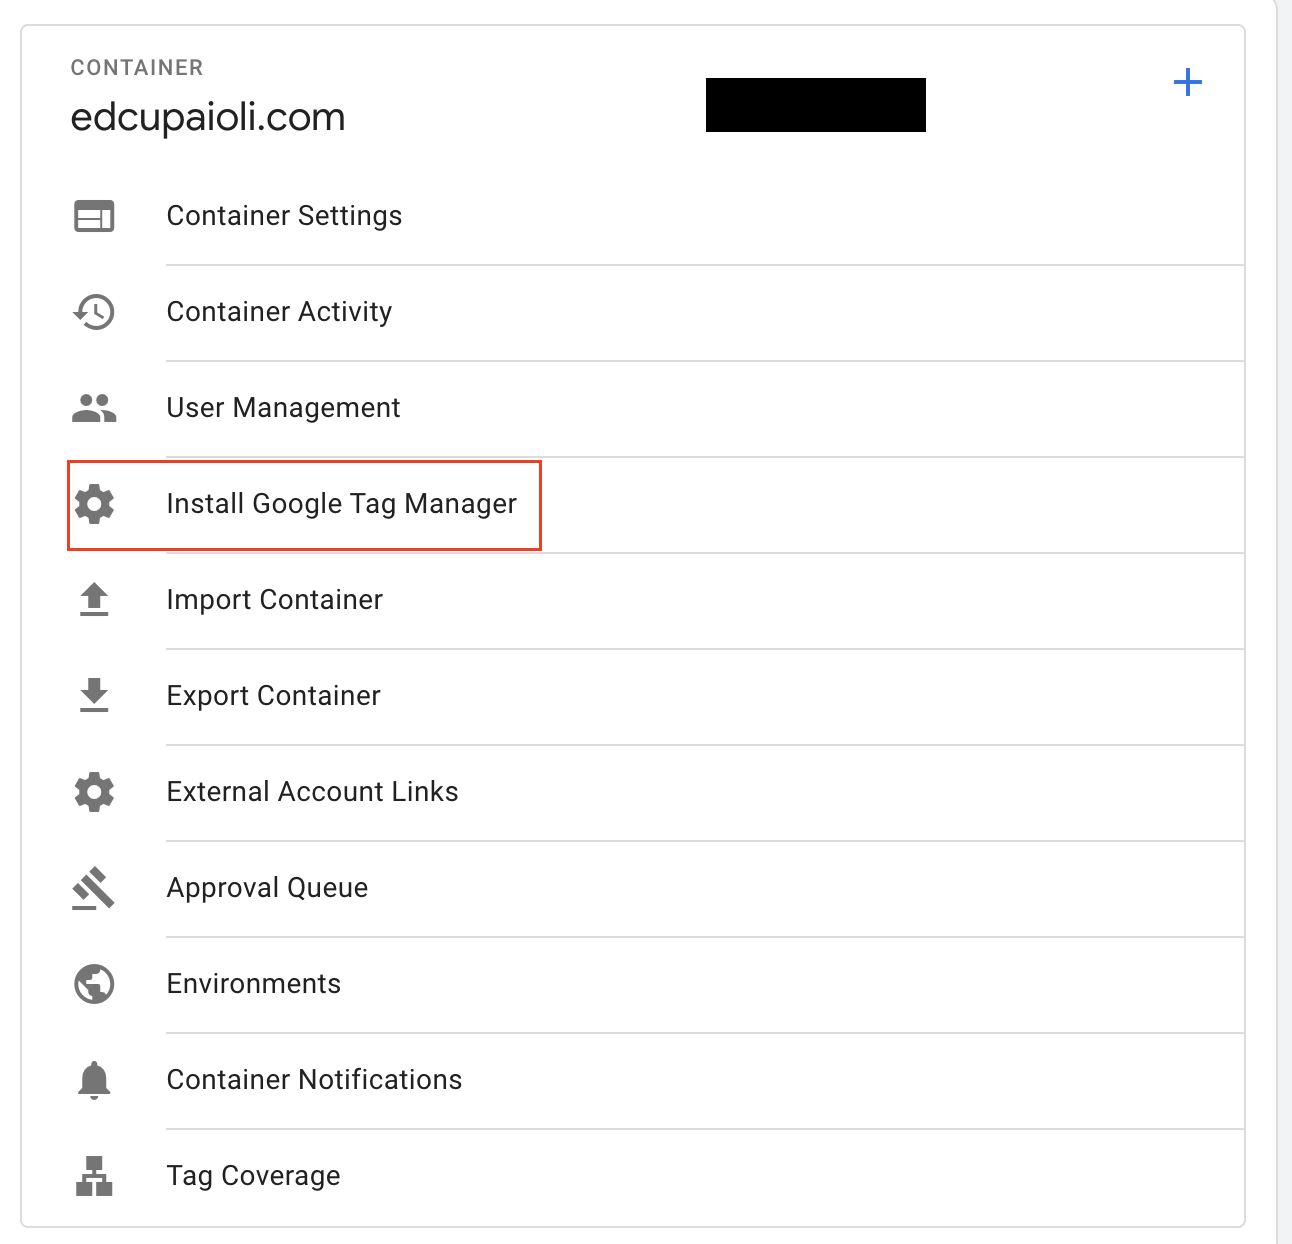 CONTAINER
edcupaioli.com
Container Settings
Container Activity
User Management
Install Google Tag Manager
Import Container
Export Container
External Account Links
Approval Queue
Environments
Container Notifications
Tag Coverage